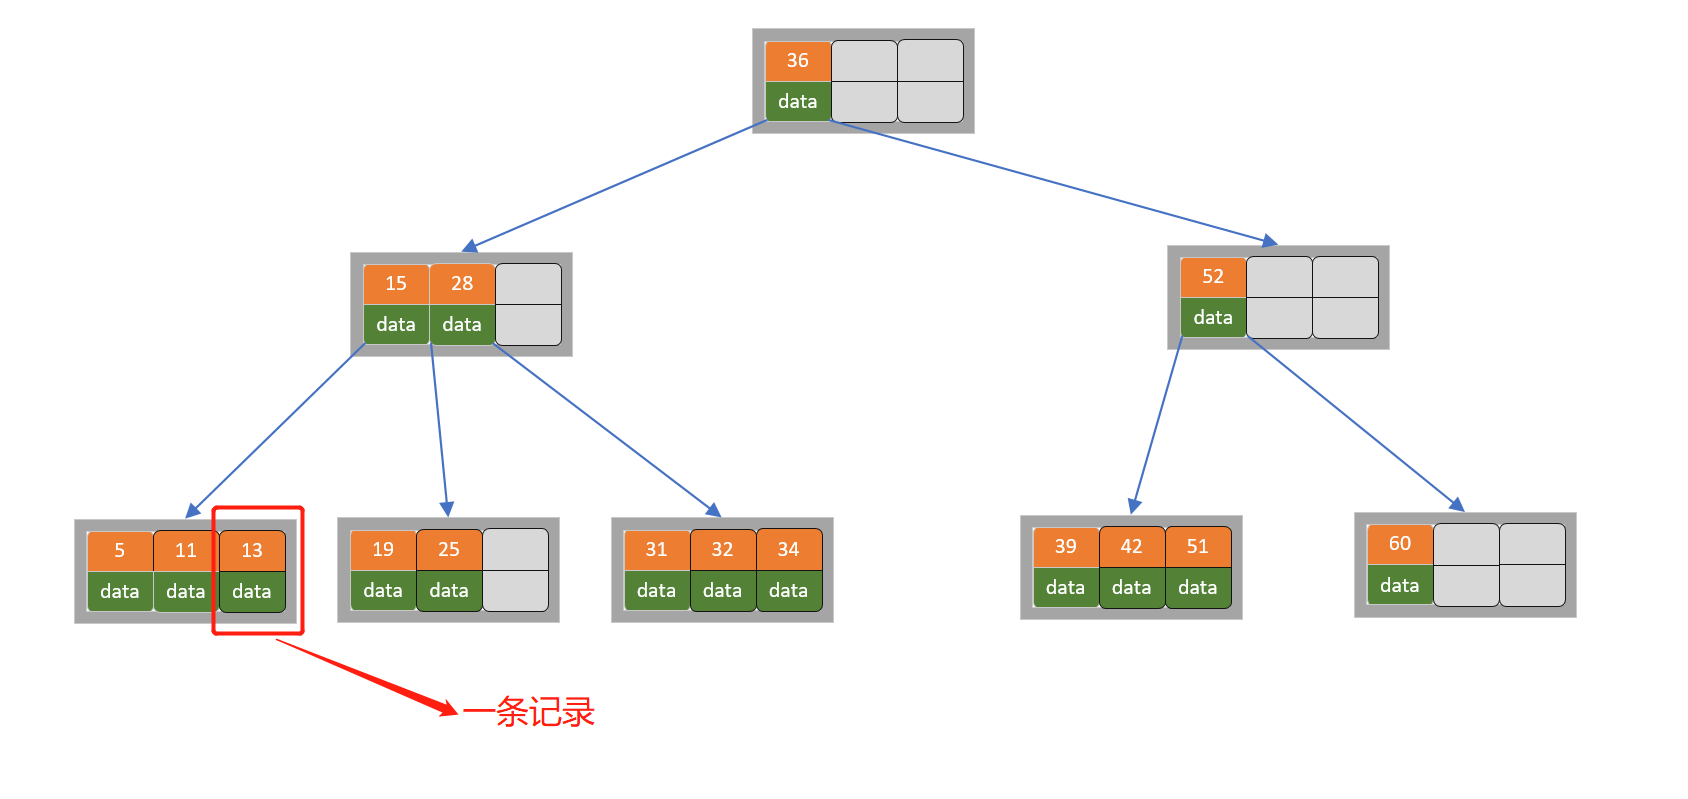 36
data
15 28
data data
52
data
5 11 13
data data data
19 25
data data
31 32 34
data data data
39 42 51
data data data
60
data
一条记录